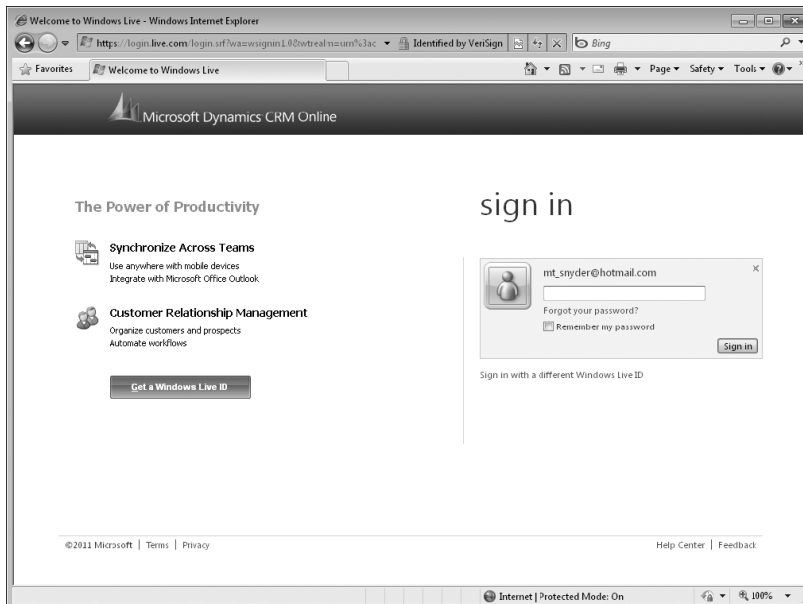 Welcome to Windows Live - Windows Internet Explorer
https://login.live.com/login.srf?wa=wsignin1.0&wtrealm=urn%3ac
Identified by VeriSign
Bing
Favorites
Welcome to Windows Live
Page
Safety
Tools
Microsoft Dynamics CRM Online
The Power of Productivity
Synchronize Across Teams
Use anywhere with mobile devices
Integrate with Microsoft Office Outlook
Customer Relationship Management
Organize customers and prospects
Automate workflows
Get a Windows Live ID
sign in
mt_snyder@hotmail.com
Forgot your password?
Remember my password
Sign in
Sign in with a different Windows Live ID
©2011 Microsoft | Terms | Privacy
Help Center | Feedback
Internet | Protected Mode: On
100%